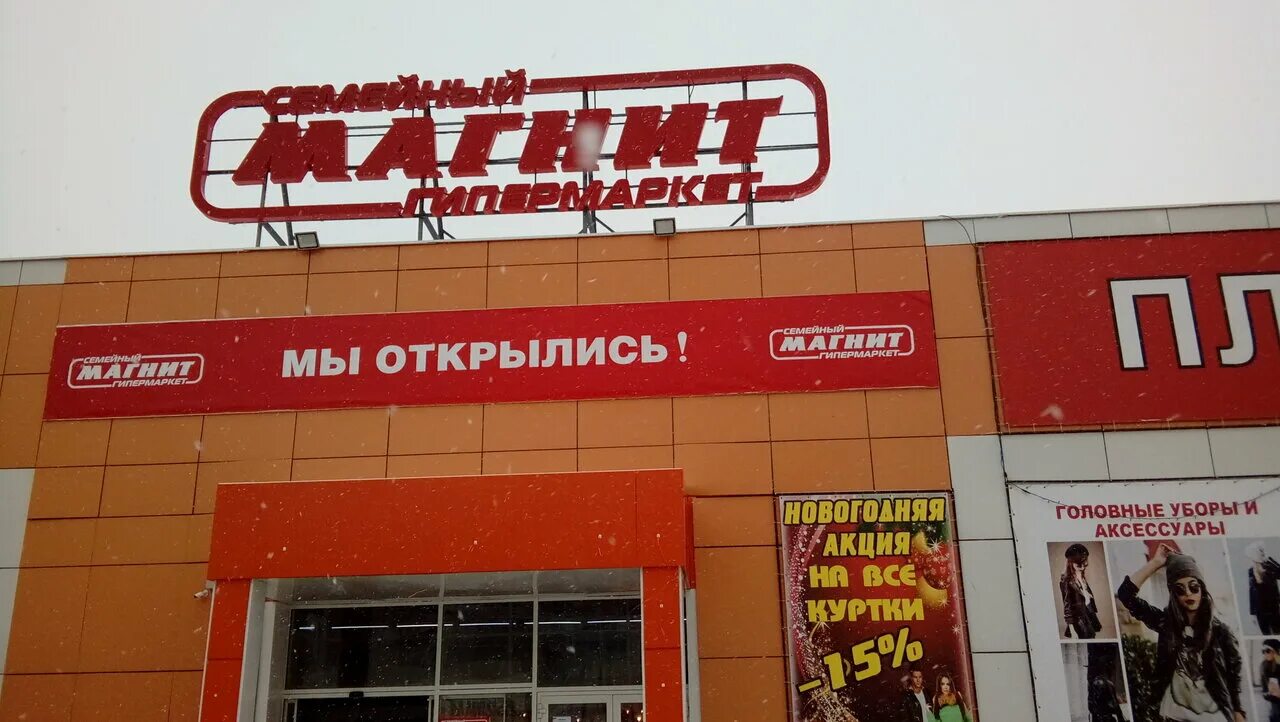 СЕМЕЙНЫЙ
МАГНИТ
ГИПЕРМАРКЕТ
СЕМЕЙНЫЙ
МАГНИТ
ГИПЕРМАРКЕТ
МЫ ОТКРЫЛИСЬ!
СЕМЕЙНЫЙ
МАГНИТ
ГИПЕРМАРКЕТ
ПЛ
НОВОГОДНЯЯ
АКЦИЯ
НА ВСЕ
КУРТКИ
-15%
ГОЛОВНЫЕ УБОРЫ И
АКСЕССУАРЫ